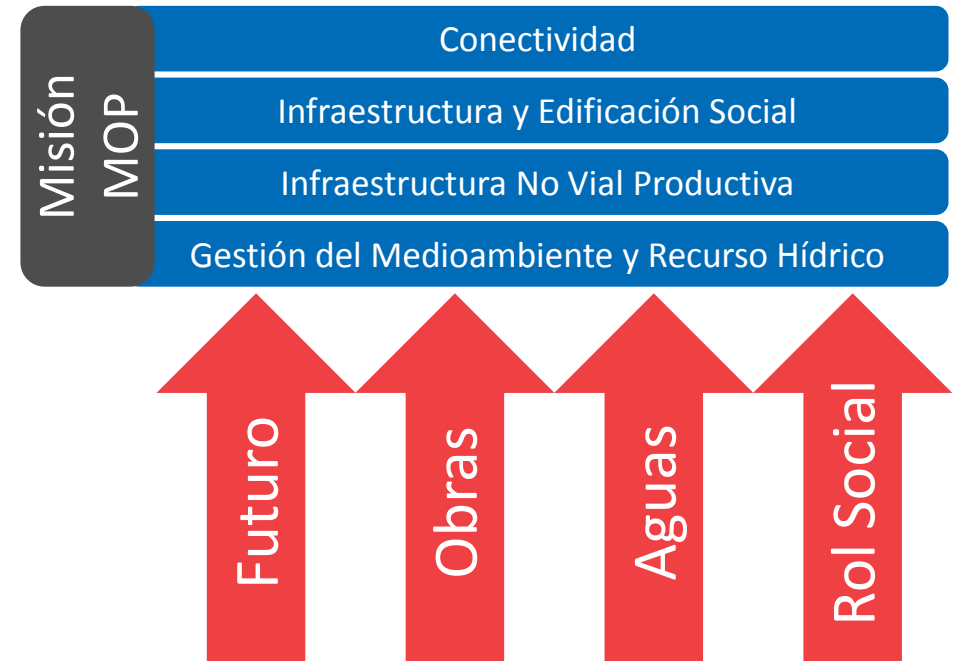 Misión
MOP
Conectividad
Infraestructura y Edificación Social
Infraestructura No Vial Productiva
Gestión del Medioambiente y Recurso Hídrico
Futuro
Obras
Aguas
Rol Social